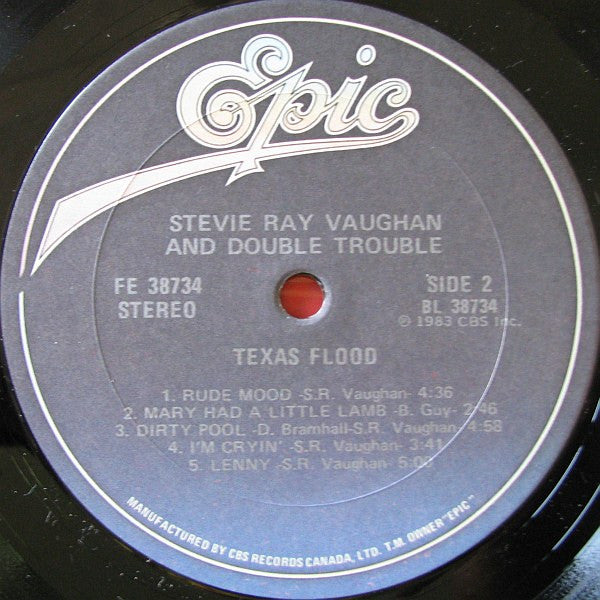 Epic
STEVIE RAY VAUGHAN
AND DOUBLE TROUBLE
FE 38734
STEREO
SIDE 2
BL 38734
℗ 1983 CBS Inc.
TEXAS FLOOD
1. RUDE MOOD -S.R. Vaughan- 4:36
2. MARY HAD A LITTLE LAMB -B. Guy- 2:46
3. DIRTY POOL -D. Bramhall-S.R. Vaughan- 4:58
4. I'M CRYIN' -S.R. Vaughan- 3:41
5. LENNY -S.R. Vaughan- 5:00
MANUFACTURED BY CBS RECORDS CANADA, LTD. T.M. OWNER "EPIC"